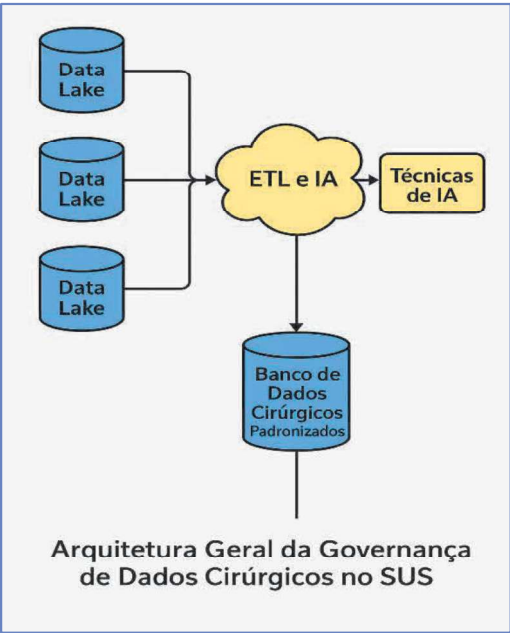 Data
Lake
Data
Lake
Data
Lake
ETL e IA
Técnicas
de IA
Banco de
Dados
Cirúrgicos
Padronizados
Arquitetura Geral da Governança
de Dados Cirúrgicos no SUS